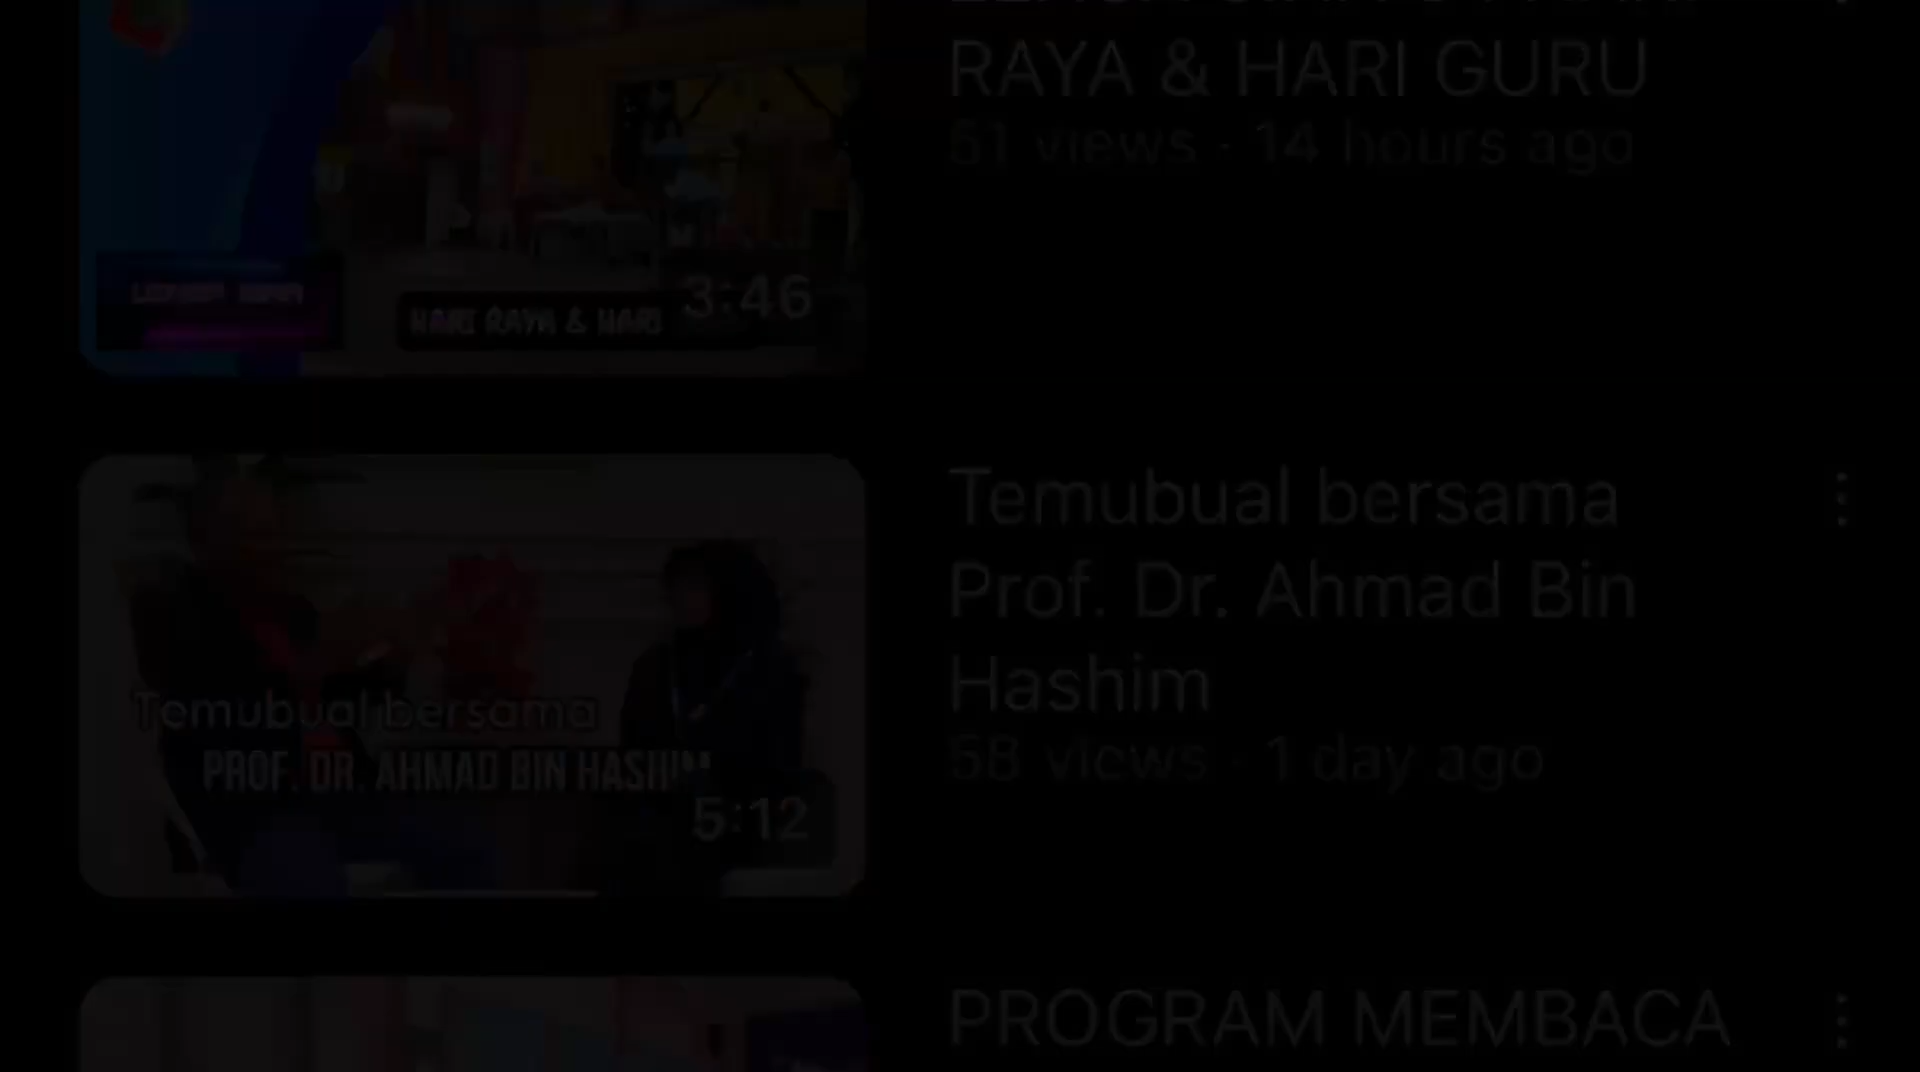 RAYA & HARI GURU
61 views · 14 hours ago
HARI RAYA & HARI
3:46
Temubual bersama
Prof. Dr. Ahmad Bin
Hashim
58 views · 1 day ago
Temubual bersama
PROF. DR. AHMAD BIN HASHIM
5:12
PROGRAM MEMBACA